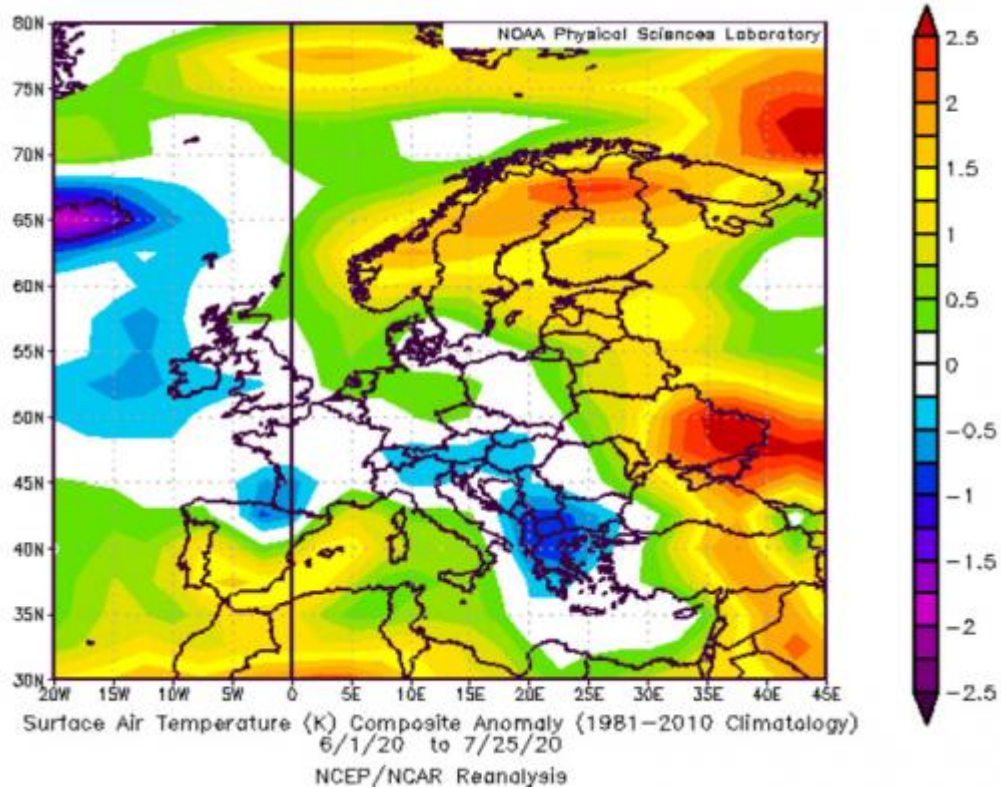 NOAA Physical Sciences Laboratory
80N
75N
70N
65N
60N
55N
50N
45N
40N
35N
30N
20W 15W 10W 5W 0 5E 10E 15E 20E 25E 30E 35E 40E 45E
2.5
2
1.5
1
0.5
0
-0.5
-1
-1.5
-2
-2.5
Surface Air Temperature (K) Composite Anomaly (1981-2010 Climatology)
6/1/20 to 7/25/20
NCEP/NCAR Reanalysis